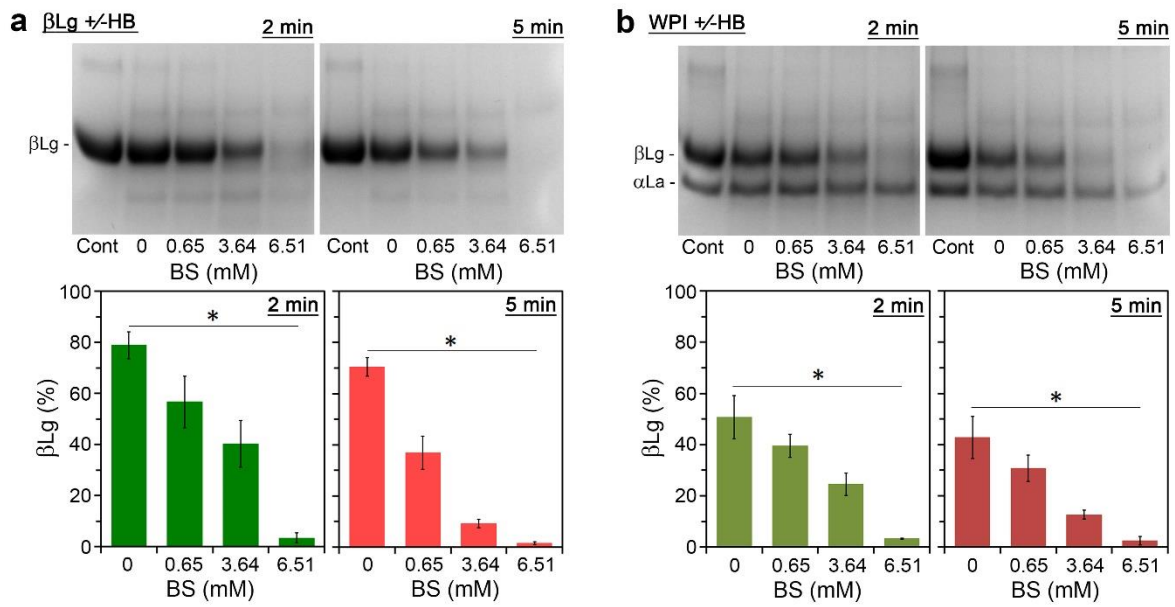 a βLg +/-HB 2 min 5 min
βLg -
Cont 0 0.65 3.64 6.51 Cont 0 0.65 3.64 6.51
BS (mM) BS (mM)
100
80
60
40
20
0
βLg (%)
2 min
*
5 min
*
0 0.65 3.64 6.51 0 0.65 3.64 6.51
BS (mM) BS (mM)
b WPI +/-HB 2 min 5 min
βLg -
αLa -
Cont 0 0.65 3.64 6.51 Cont 0 0.65 3.64 6.51
BS (mM) BS (mM)
100
80
60
40
20
0
βLg (%)
2 min
*
5 min
*
0 0.65 3.64 6.51 0 0.65 3.64 6.51
BS (mM) BS (mM)